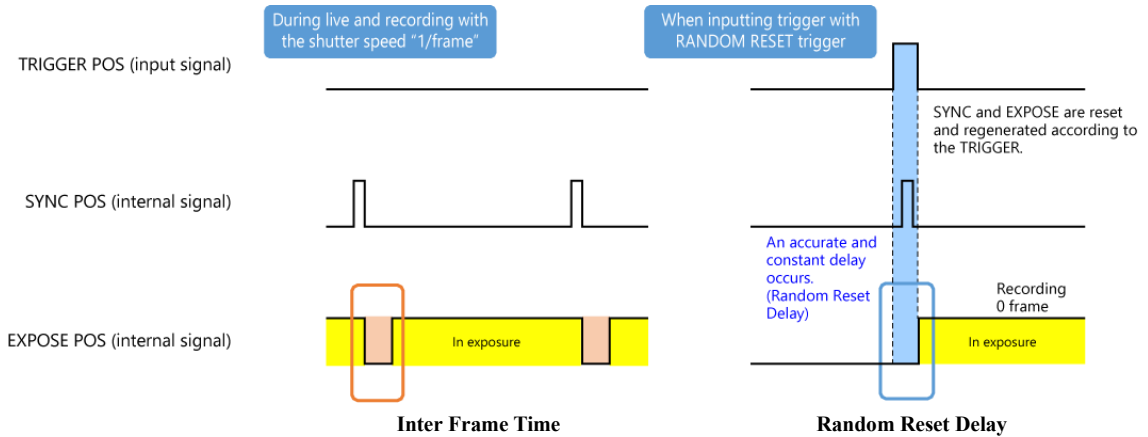 During live and recording with
the shutter speed "1/frame"
When inputting trigger with
RANDOM RESET trigger
TRIGGER POS (input signal)
SYNC and EXPOSE are reset
and regenerated according to
the TRIGGER.
SYNC POS (internal signal)
An accurate and
constant delay
occurs.
(Random Reset
Delay)
Recording
0 frame
EXPOSE POS (internal signal)
In exposure
In exposure
Inter Frame Time
Random Reset Delay